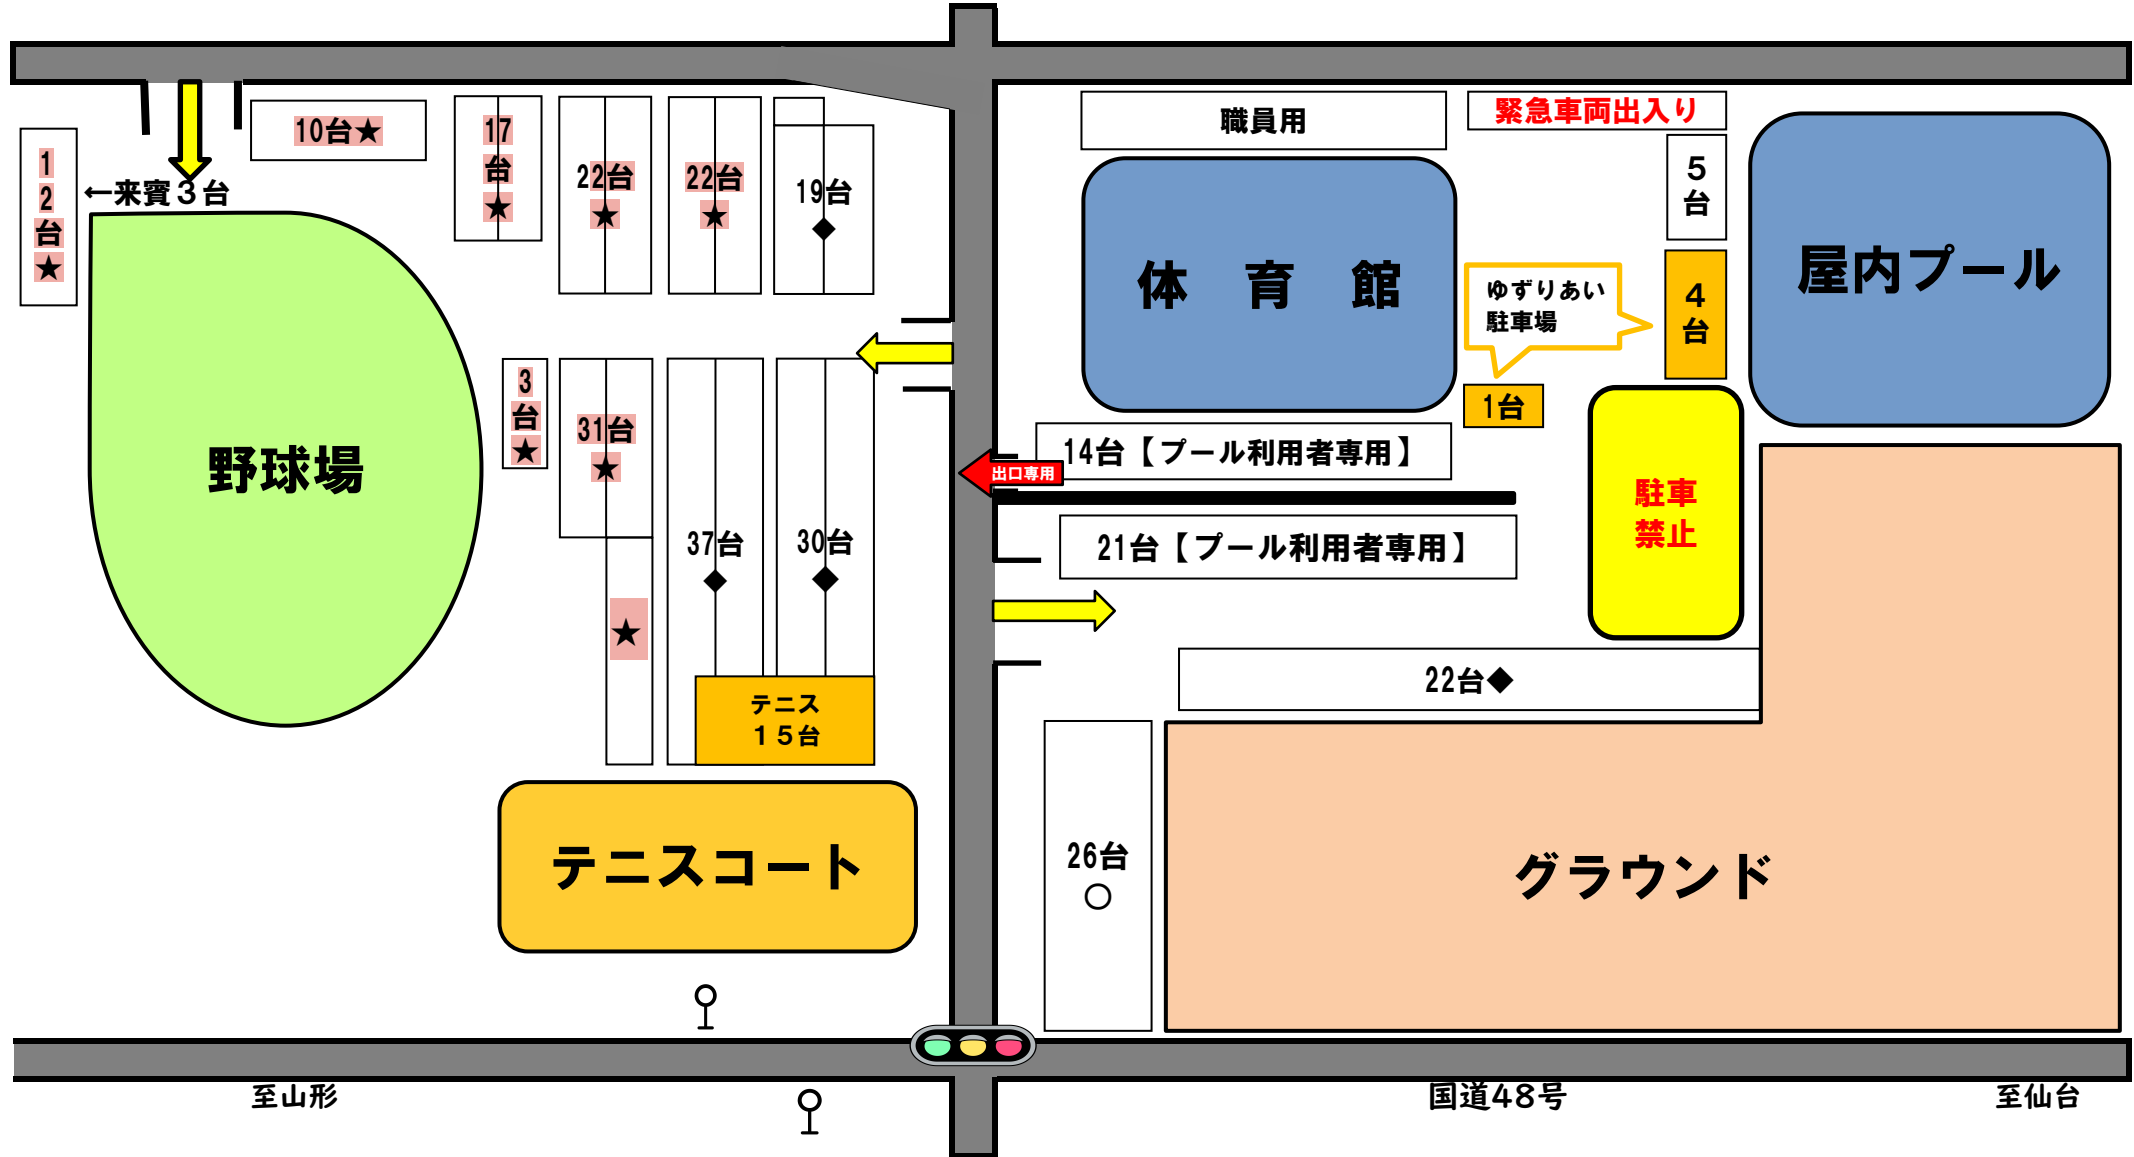 10台★
17
台
★
22台
★
22台
★
19台
◆
1
2
台
★
←来賓３台
野球場
3
台
★
31台
★
★
37台
◆
30台
◆
テニス
１５台
テニスコート
職員用
緊急車両出入り
5
台
体　育　館
屋内プール
ゆずりあい
駐車場
4
台
1台
14台【プール利用者専用】
出口専用
21台【プール利用者専用】
駐車
禁止
22台◆
26台
○
グラウンド
至山形
国道48号
至仙台